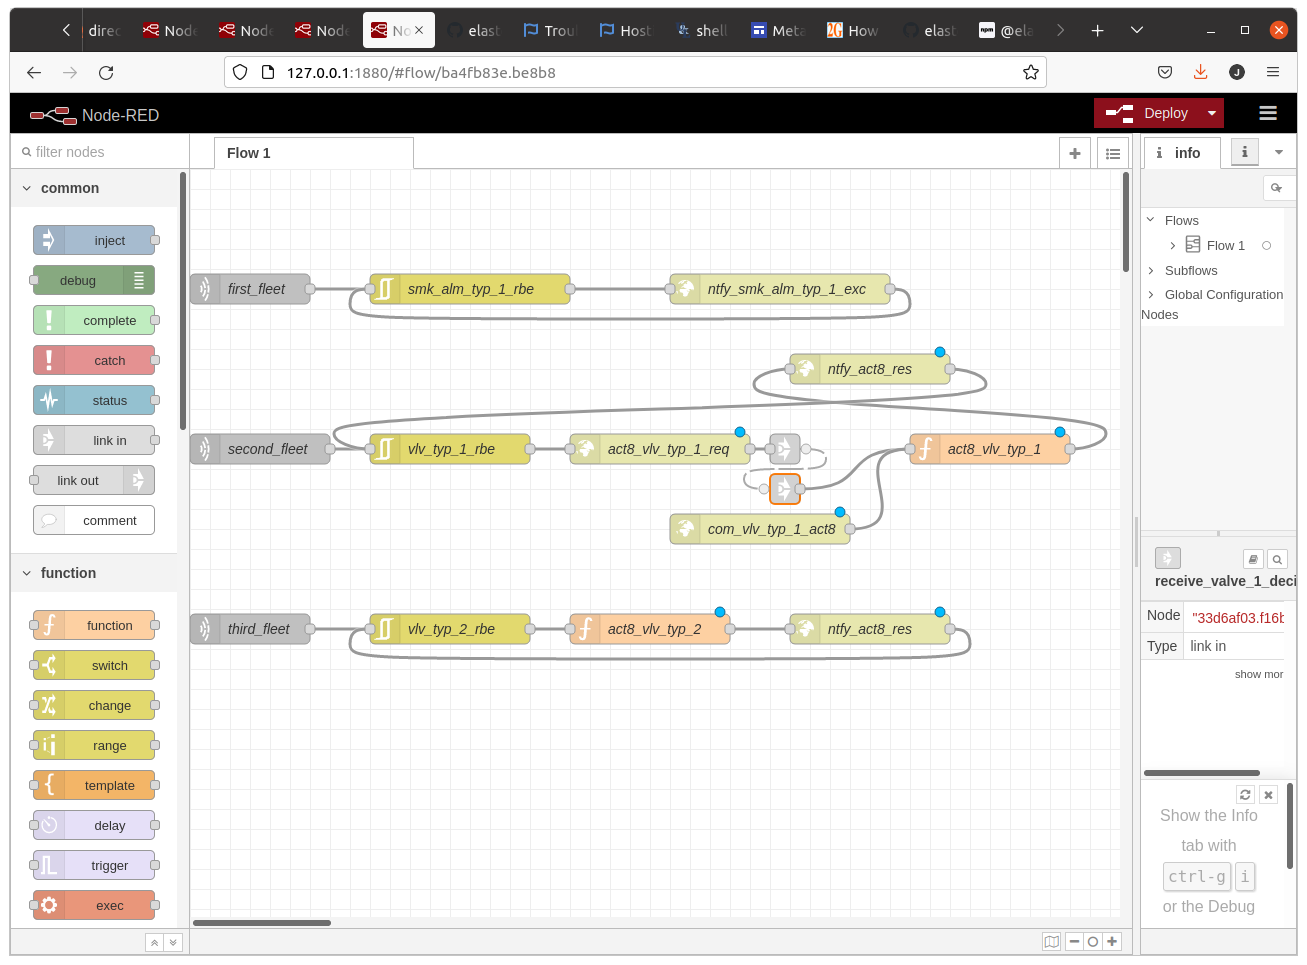 direc Node Node Node No elast Trou Host shell Meta How elast @ela
127.0.0.1:1880/#flow/ba4fb83e.be8b8
Node-RED
Deploy
filter nodes
Flow 1
info
common
inject
debug
complete
catch
status
link in
link out
comment
function
function
switch
change
range
template
delay
trigger
exec
first_fleet smk_alm_typ_1_rbe ntfy_smk_alm_typ_1_exc
ntfy_act8_res
second_fleet vlv_typ_1_rbe act8_vlv_typ_1_req act8_vlv_typ_1
com_vlv_typ_1_act8
third_fleet vlv_typ_2_rbe act8_vlv_typ_2 ntfy_act8_res
Flows
Flow 1
Subflows
Global Configuration
Nodes
receive_valve_1_deci
Node "33d6af03.f16b
Type link in
show mor
Show the Info
tab with
ctrl-g i
or the Debug